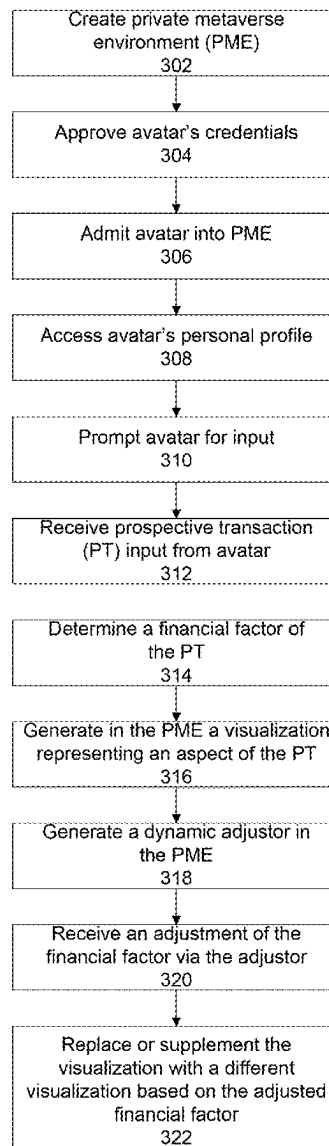 Create private metaverse
environment (PME)
302
Approve avatar's credentials
304
Admit avatar into PME
306
Access avatar's personal profile
308
Prompt avatar for input
310
Receive prospective transaction
(PT) input from avatar
312
Determine a financial factor of
the PT
314
Generate in the PME a visualization
representing an aspect of the PT
316
Generate a dynamic adjustor in
the PME
318
Receive an adjustment of the
financial factor via the adjustor
320
Replace or supplement the
visualization with a different
visualization based on the adjusted
financial factor
322